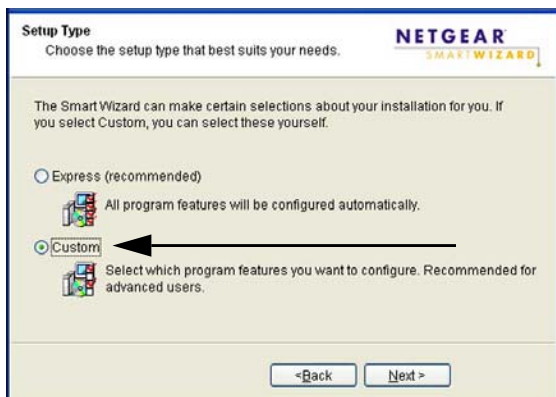 Setup Type
Choose the setup type that best suits your needs.
NETGEAR
SMARTWIZARD
The Smart Wizard can make certain selections about your installation for you. If
you select Custom, you can select these yourself.
Express (recommended)
All program features will be configured automatically.
Custom
Select which program features you want to configure. Recommended for
advanced users.
<Back
Next >